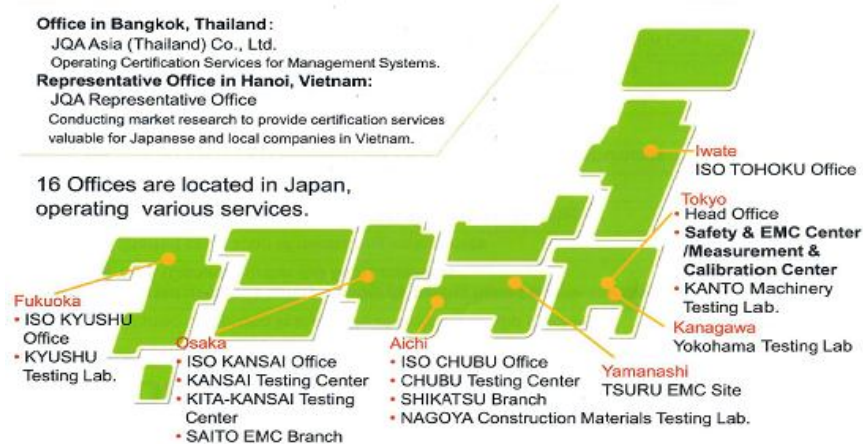 Office in Bangkok, Thailand:
JQA Asia (Thailand) Co., Ltd.
Operating Certification Services for Management Systems.
Representative Office in Hanoi, Vietnam:
JQA Representative Office
Conducting market research to provide certification services
valuable for Japanese and local companies in Vietnam.
16 Offices are located in Japan,
operating various services.
Iwate
ISO TOHOKU Office
Tokyo
• Head Office
• Safety & EMC Center
/Measurement &
Calibration Center
• KANTO Machinery
Testing Lab.
Kanagawa
Yokohama Testing Lab
Yamanashi
TSURU EMC Site
Aichi
• ISO CHUBU Office
• CHUBU Testing Center
• SHIKATSU Branch
• NAGOYA Construction Materials Testing Lab.
Osaka
• ISO KANSAI Office
• KANSAI Testing Center
• KITA-KANSAI Testing
Center
• SAITO EMC Branch
Fukuoka
• ISO KYUSHU
Office
• KYUSHU
Testing Lab.